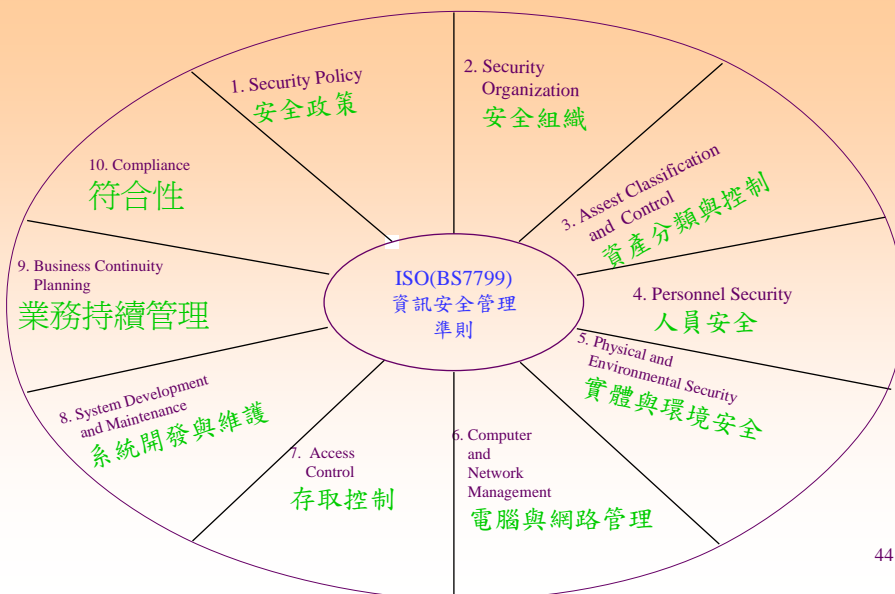 1. Security Policy
安全政策
2. Security
Organization
安全組織
3. Assest Classification
and Control
資產分類與控制
4. Personnel Security
人員安全
5. Physical and
Environmental Security
實體與環境安全
6. Computer
and
Network
Management
電腦與網路管理
7. Access
Control
存取控制
8. System Development
and Maintenance
系統開發與維護
9. Business Continuity
Planning
業務持續管理
10. Compliance
符合性
ISO(BS7799)
資訊安全管理
準則
44